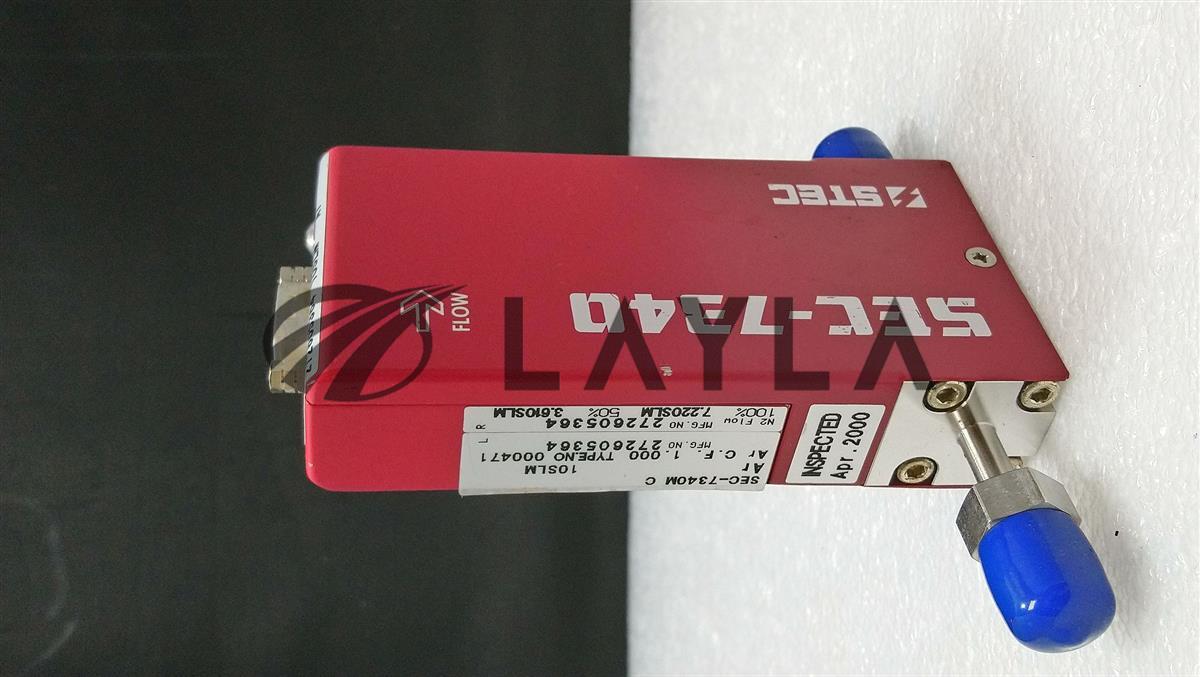 STEC
SEC-7340
FLOW
LAYLA
SEC-7340M C
Ar 10SLM
Ar C.F. 1.000 TYPENO 000471
L MFG.NO 272605364
R MFG.NO 272605364
N2 Flow
100% 7.220SLM 50% 3.610SLM
INSPECTED
Apr.2000